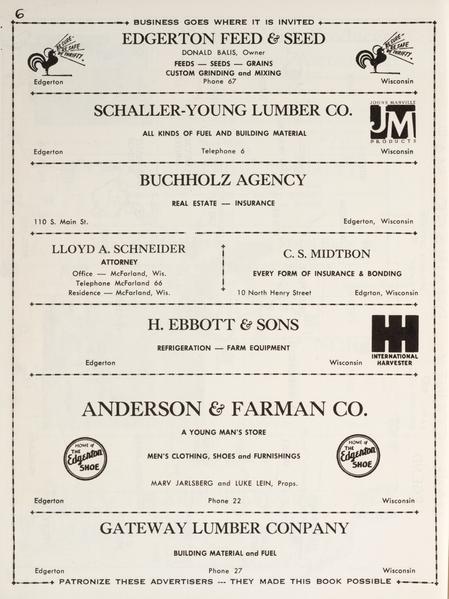 6
BUSINESS GOES WHERE IT IS INVITED
EDGERTON FEED & SEED
DONALD BALIS, Owner
FEEDS — SEEDS — GRAINS
CUSTOM GRINDING and MIXING
Edgerton Phone 67 Wisconsin
SCHALLER-YOUNG LUMBER CO.
JOHNS MANVILLE
JM
PRODUCTS
ALL KINDS OF FUEL AND BUILDING MATERIAL
Edgerton Telephone 6 Wisconsin
BUCHHOLZ AGENCY
REAL ESTATE — INSURANCE
110 S. Main St. Edgerton, Wisconsin
LLOYD A. SCHNEIDER
ATTORNEY
Office — McFarland, Wis.
Telephone McFarland 66
Residence — McFarland, Wis.
C. S. MIDTBON
EVERY FORM OF INSURANCE & BONDING
10 North Henry Street Edgrton, Wisconsin
H. EBBOTT & SONS
REFRIGERATION — FARM EQUIPMENT
Edgerton Wisconsin
INTERNATIONAL
HARVESTER
ANDERSON & FARMAN CO.
A YOUNG MAN'S STORE
HOME of
THE
Edgerton
SHOE
MEN'S CLOTHING, SHOES and FURNISHINGS
HOME of
THE
Edgerton
SHOE
MARV JARLSBERG and LUKE LEIN, Props.
Edgerton Phone 22 Wisconsin
GATEWAY LUMBER CONPANY
BUILDING MATERIAL and FUEL
Edgerton Phone 27 Wisconsin
PATRONIZE THESE ADVERTISERS --- THEY MADE THIS BOOK POSSIBLE